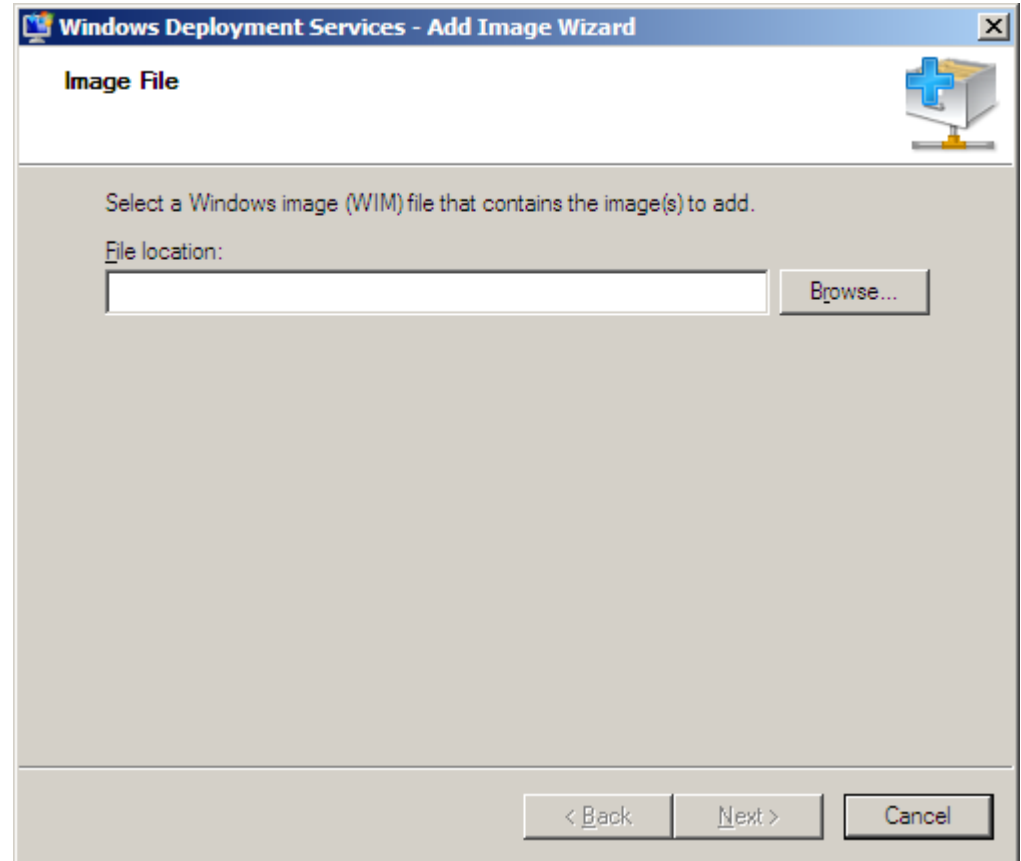 Windows Deployment Services - Add Image Wizard
Image File
Select a Windows image (WIM) file that contains the image(s) to add.
File location:
Browse...
< Back
Next >
Cancel